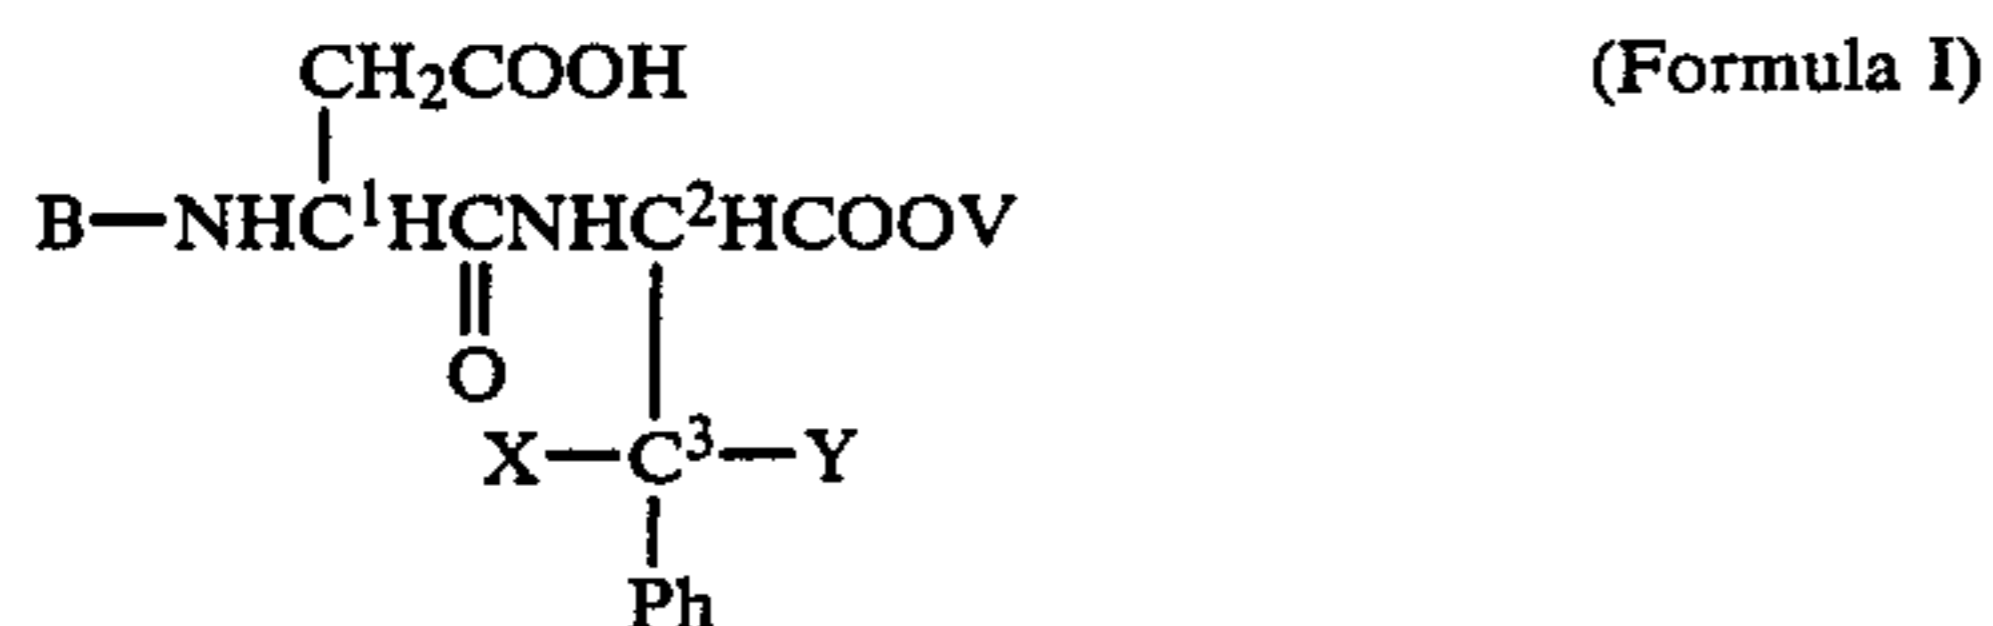 CH₂COOH (Formula I)
B—NHC¹HCNHC²HCOOV
O
X—C³—Y
Ph